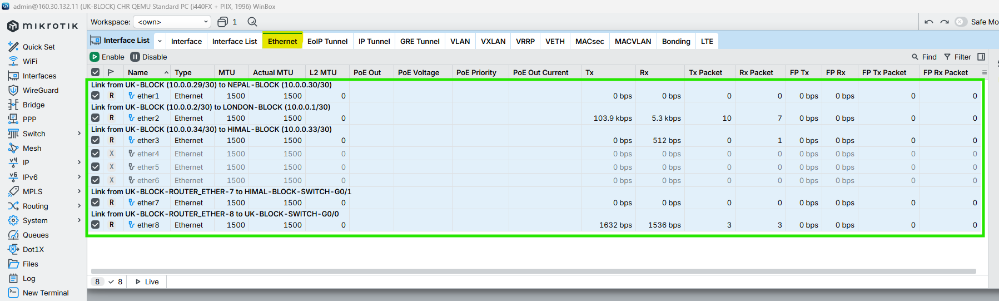 admin@160.30.132.11 (UK-BLOCK) CHR QEMU Standard PC (i440FX + PIIX, 1996) WinBox
mikrotik
Workspace: <own> 1 Safe Mo
Interface List Interface Interface List Ethernet EoIP Tunnel IP Tunnel GRE Tunnel VLAN VXLAN VRRP VETH MACsec MACVLAN Bonding LTE
Enable Disable Find Filter
Name Type MTU Actual MTU L2 MTU PoE Out PoE Voltage PoE Priority PoE Out Current Tx Rx Tx Packet Rx Packet FP Tx FP Rx FP Tx Packet FP Rx Packet
Link from UK-BLOCK (10.0.0.29/30) to NEPAL-BLOCK (10.0.0.30/30)
R ether1 Ethernet 1500 1500 0 0 bps 0 bps 0 0 0 bps 0 bps 0 0
Link from UK-BLOCK (10.0.0.2/30) to LONDON-BLOCK (10.0.0.1/30)
R ether2 Ethernet 1500 1500 0 103.9 kbps 5.3 kbps 10 7 0 bps 0 bps 0 0
Link from UK-BLOCK (10.0.0.34/30) to HIMAL-BLOCK (10.0.0.33/30)
R ether3 Ethernet 1500 1500 0 0 bps 512 bps 0 1 0 bps 0 bps 0 0
X ether4 Ethernet 1500 1500 0 0 bps 0 bps 0 0 0 bps 0 bps 0 0
X ether5 Ethernet 1500 1500 0 0 bps 0 bps 0 0 0 bps 0 bps 0 0
X ether6 Ethernet 1500 1500 0 0 bps 0 bps 0 0 0 bps 0 bps 0 0
Link from UK-BLOCK-ROUTER_ETHER-7 to HIMAL-BLOCK-SWITCH-G0/1
R ether7 Ethernet 1500 1500 0 0 bps 0 bps 0 0 0 bps 0 bps 0 0
Link from UK-BLOCK-ROUTER_ETHER-8 to UK-BLOCK-SWITCH-G0/0
R ether8 Ethernet 1500 1500 0 1632 bps 1536 bps 3 3 0 bps 0 bps 0 0
8 8 Live
Quick Set
WiFi
Interfaces
WireGuard
Bridge
PPP
Switch
Mesh
v4 IP
v6 IPv6
MPLS
Routing
System
Queues
Dot1X
Files
Log
New Terminal